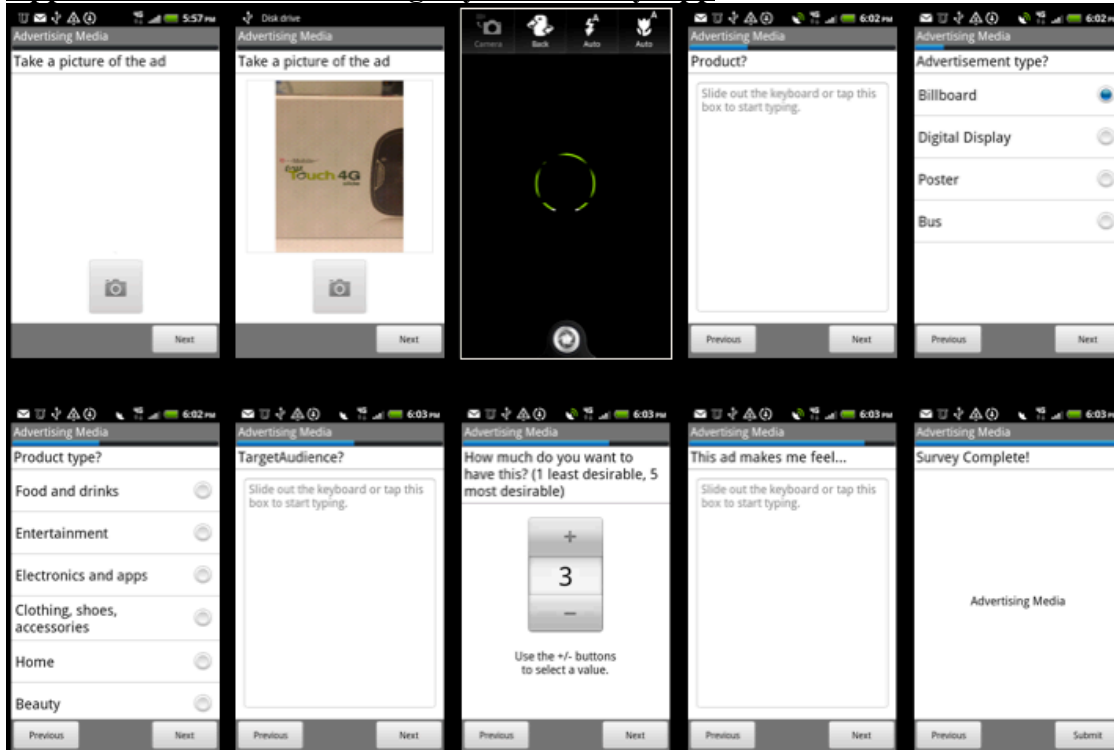 5:57 PM
Advertising Media
Take a picture of the ad
Next
Disk drive
Advertising Media
Take a picture of the ad
T-Mobile
myTouch 4G
Next
Camera
Back
Auto
Auto
6:02 PM
Advertising Media
Product?
Slide out the keyboard or tap this
box to start typing.
Previous
Next
6:02 PM
Advertising Media
Advertisement type?
Billboard
Digital Display
Poster
Bus
Previous
Next
6:02 PM
Advertising Media
Product type?
Food and drinks
Entertainment
Electronics and apps
Clothing, shoes,
accessories
Home
Beauty
Previous
Next
6:03 PM
Advertising Media
TargetAudience?
Slide out the keyboard or tap this
box to start typing.
Previous
Next
6:03 PM
Advertising Media
How much do you want to
have this? (1 least desirable, 5
most desirable)
+
3
−
Use the +/- buttons
to select a value.
Previous
Next
6:03 PM
Advertising Media
This ad makes me feel...
Slide out the keyboard or tap this
box to start typing.
Previous
Next
6:03 PM
Advertising Media
Survey Complete!
Advertising Media
Previous
Submit